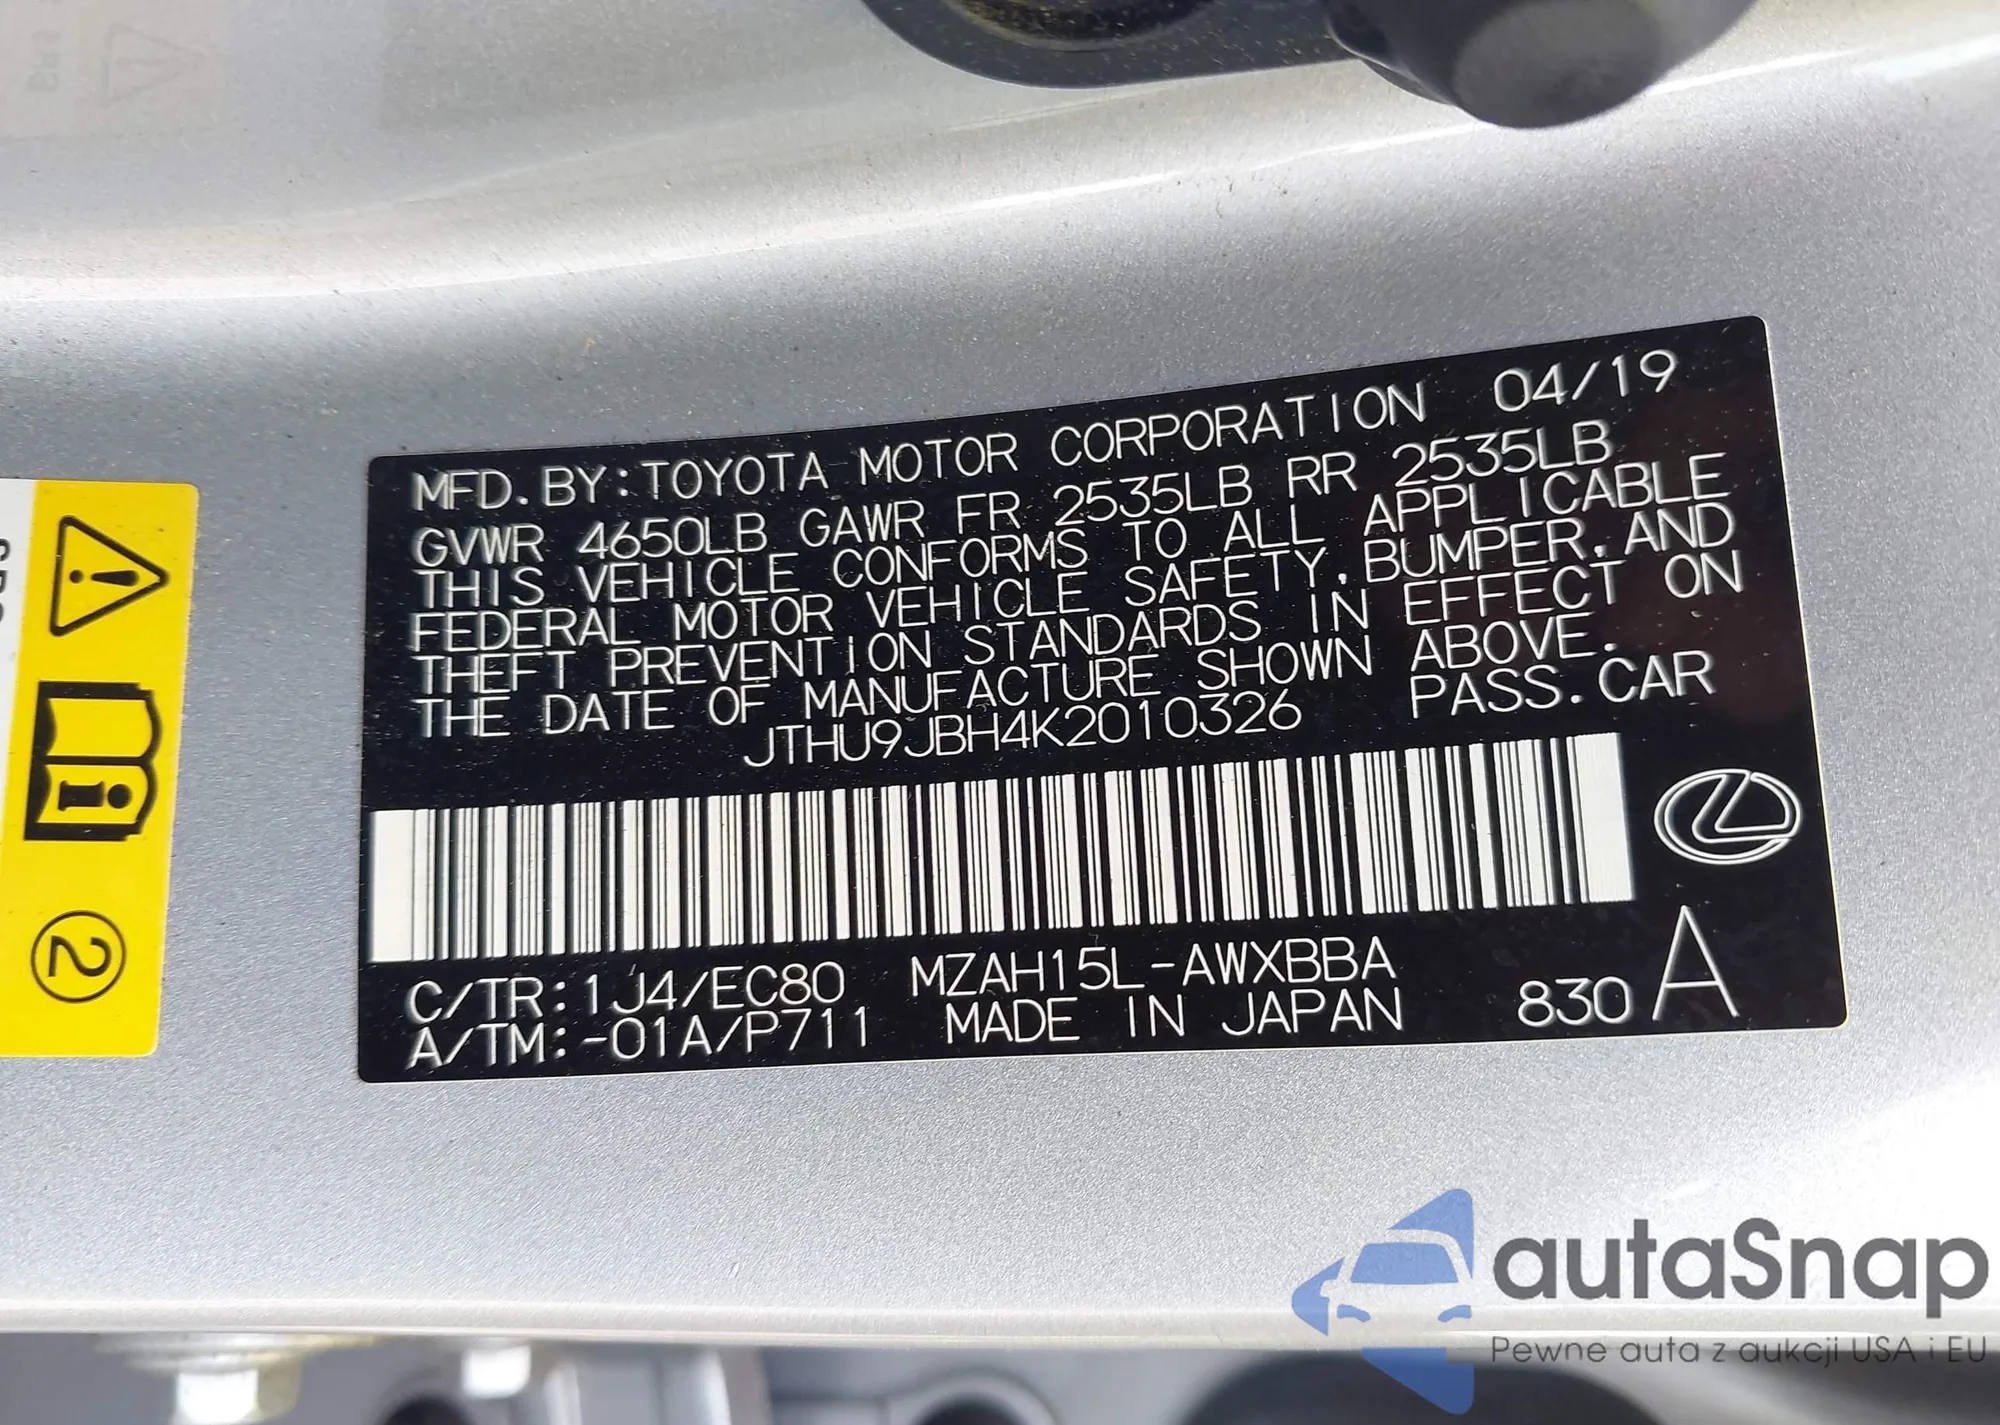 MFD. BY: TOYOTA MOTOR CORPORATION 04/19
GVWR 4650LB GAWR FR 2535LB RR 2535LB
THIS VEHICLE CONFORMS TO ALL APPLICABLE
FEDERAL MOTOR VEHICLE SAFETY, BUMPER, AND
THEFT PREVENTION STANDARDS IN EFFECT ON
THE DATE OF MANUFACTURE SHOWN ABOVE.
JTHU9JBH4K2010326 PASS. CAR
C/TR: 1J4/EC80 MZAH15L-AWXBBA
A/TM: -01A/P711 MADE IN JAPAN 830 A
2
autaSnap
Pewne auta z aukcji USA i EU